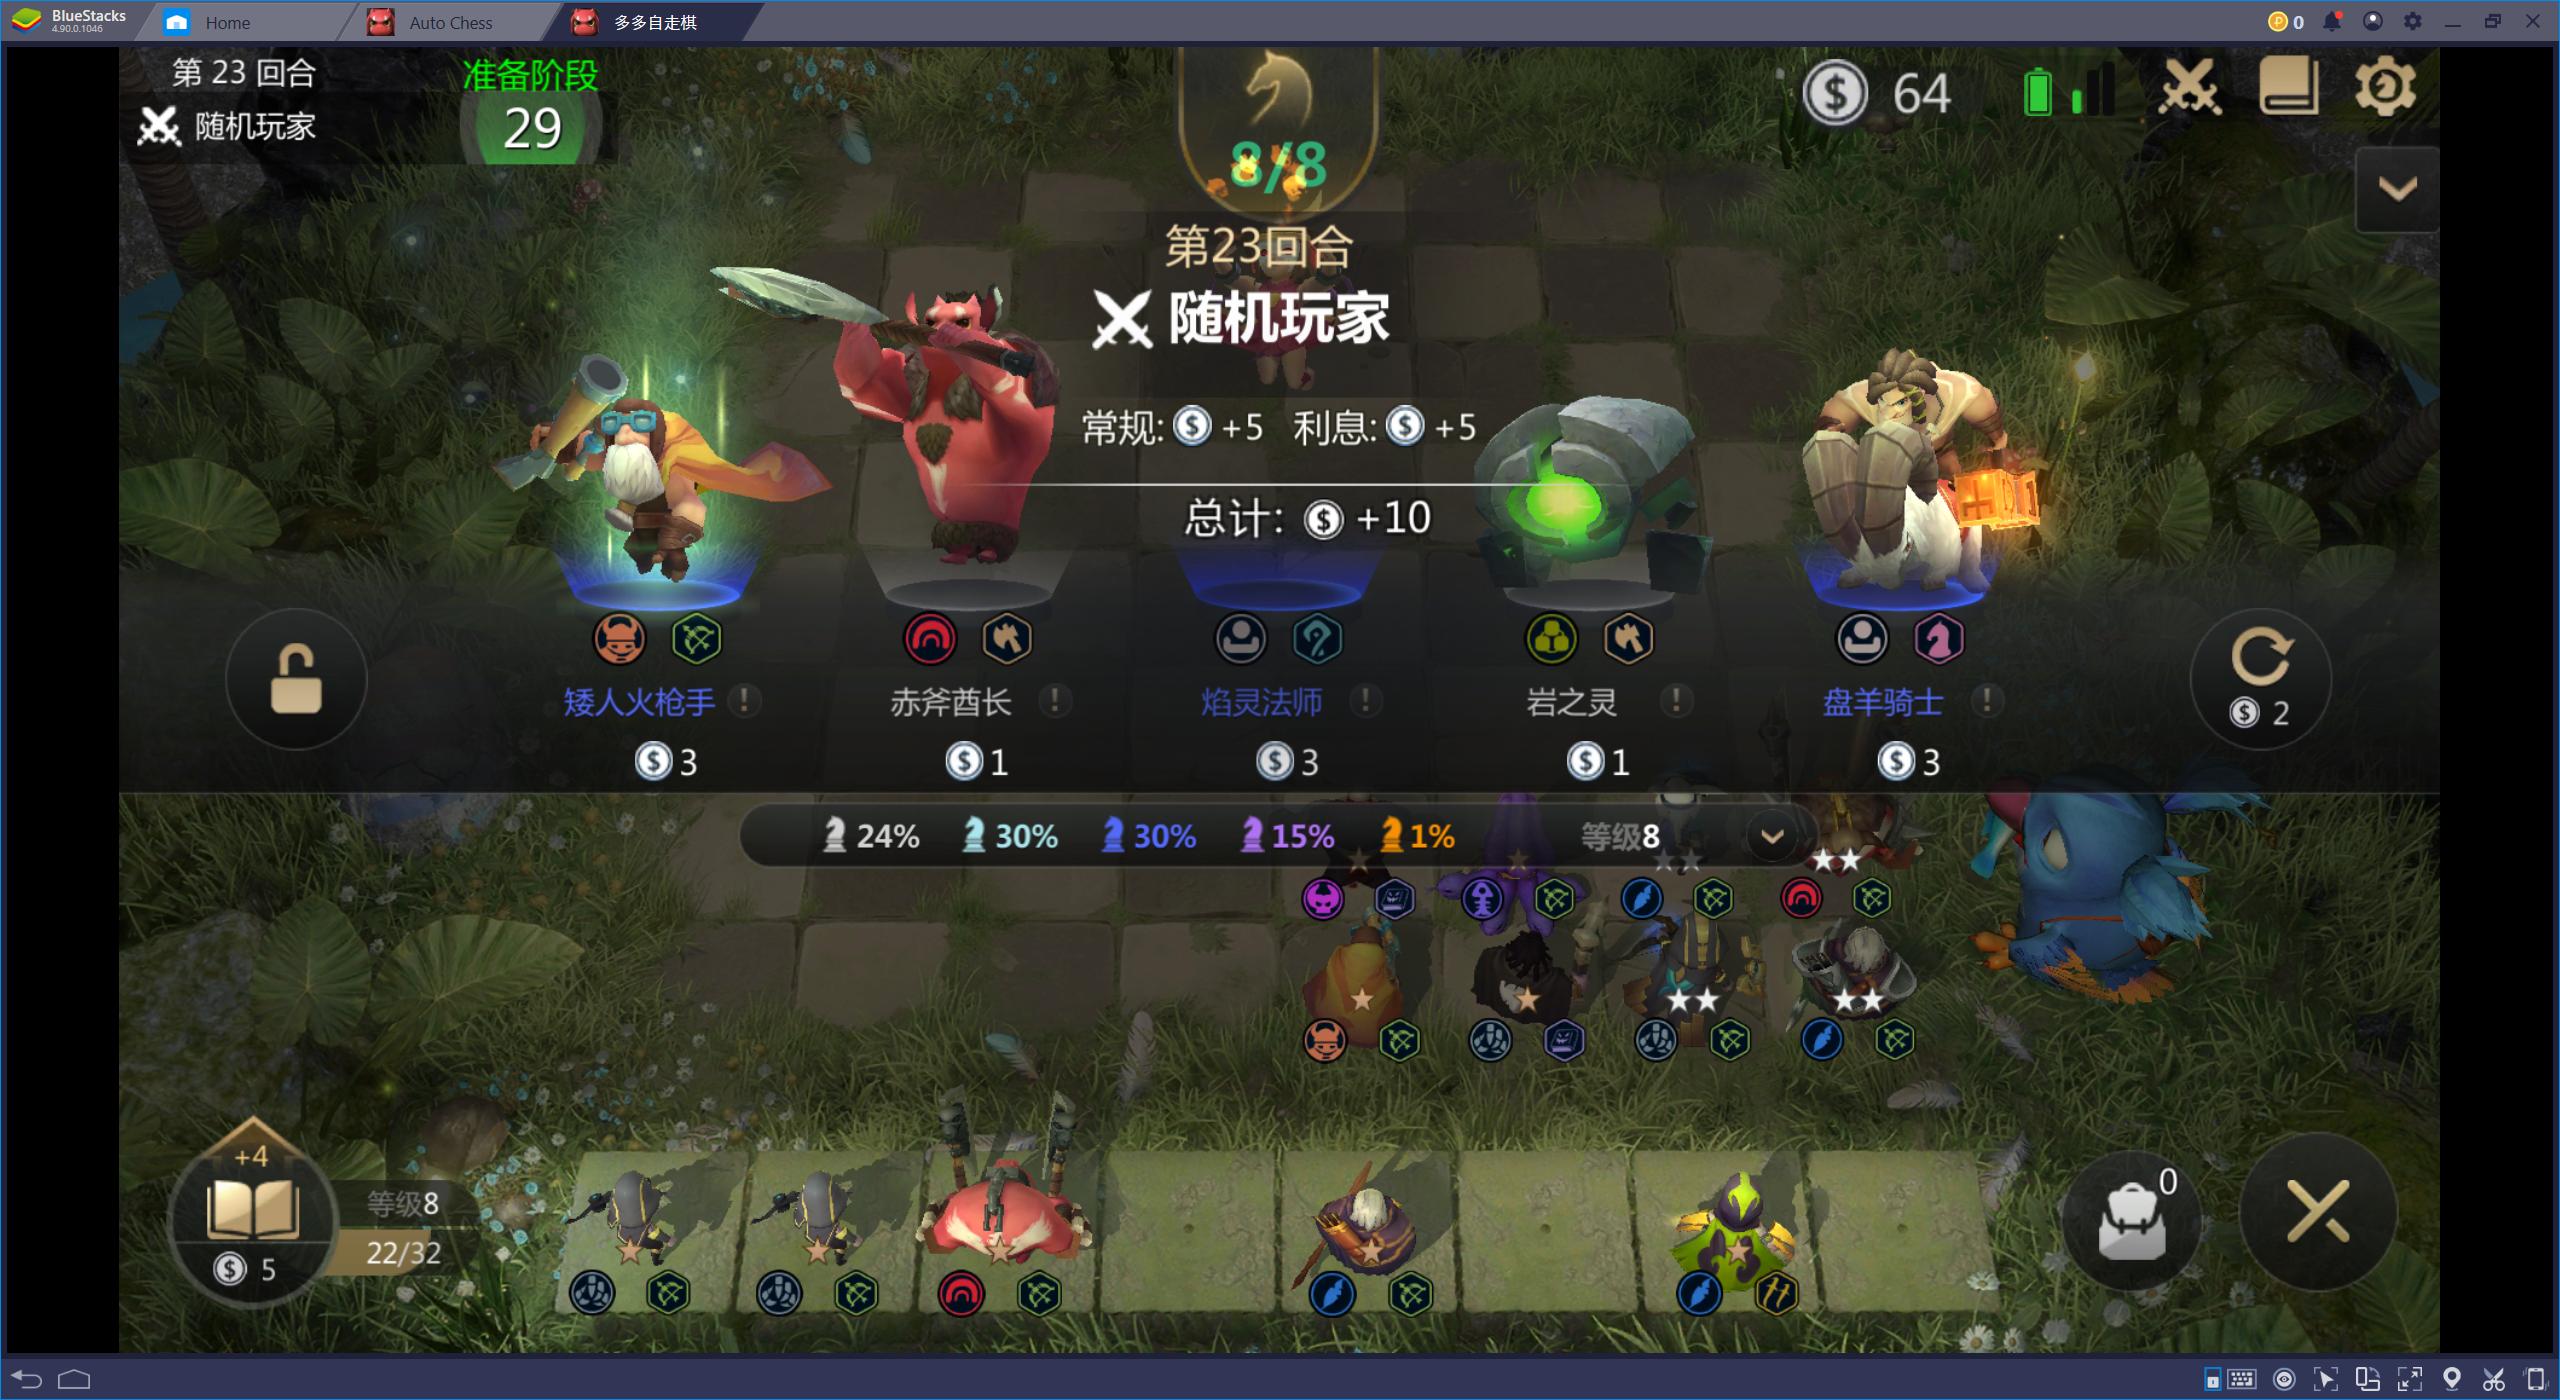 BlueStacks
4.90.0.1046
Home
Auto Chess
多多自走棋
0
第 23 回合
随机玩家
准备阶段
29
8/8
64
第23回合
随机玩家
常规: $ +5 利息: $ +5
总计: $ +10
矮人火枪手 !
赤斧酋长 !
焰灵法师 !
岩之灵 !
盘羊骑士 !
$ 3
$ 1
$ 3
$ 1
$ 3
$ 2
24% 30% 30% 15% 1% 等级8
+4
等级8
22/32
$ 5
0